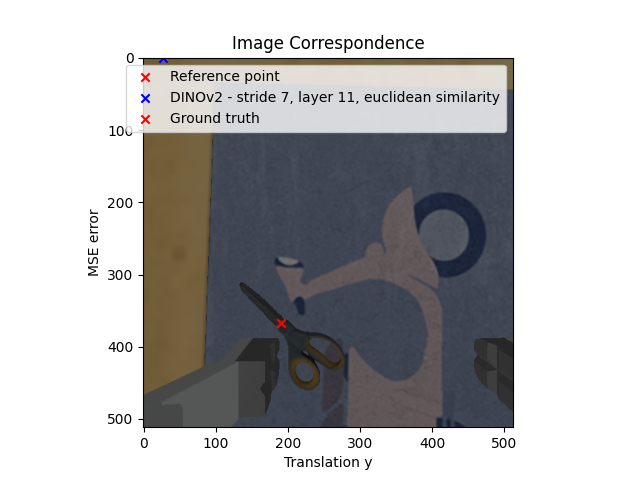 Image Correspondence
Reference point
DINOv2 - stride 7, layer 11, euclidean similarity
Ground truth
0
100
200
300
400
500
MSE error
0
100
200
300
400
500
Translation y